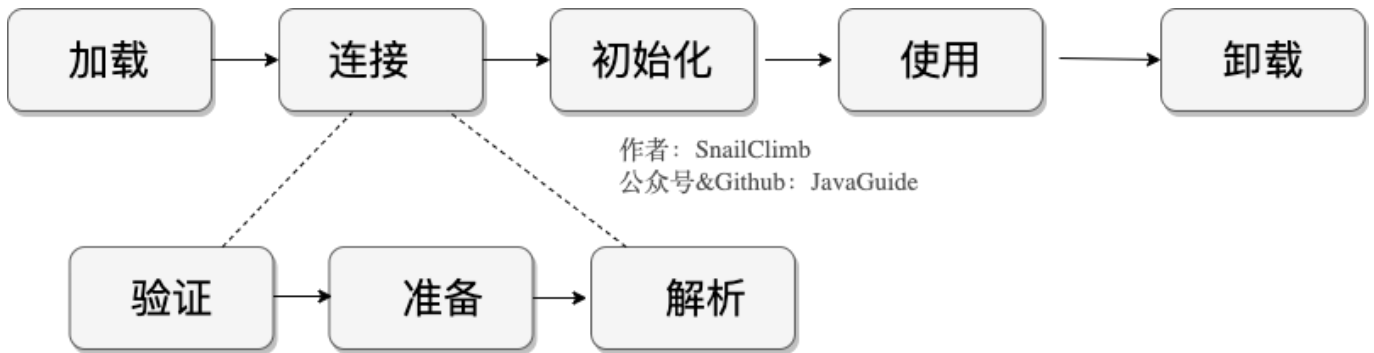 加载
连接
初始化
使用
卸载
作者：SnailClimb
公众号&Github：JavaGuide
验证
准备
解析